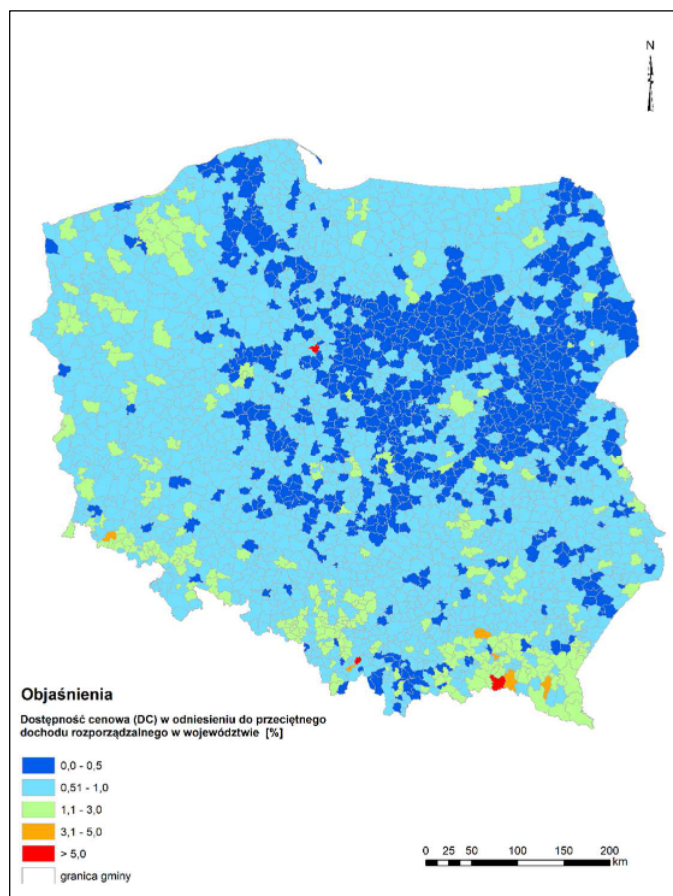 N
Objaśnienia
Dostępność cenowa (DC) w odniesieniu do przeciętnego
dochodu rozporządzalnego w województwie [%]
0,0 - 0,5
0,51 - 1,0
1,1 - 3,0
3,1 - 5,0
> 5,0
granica gminy
0 25 50 100 150 200
km